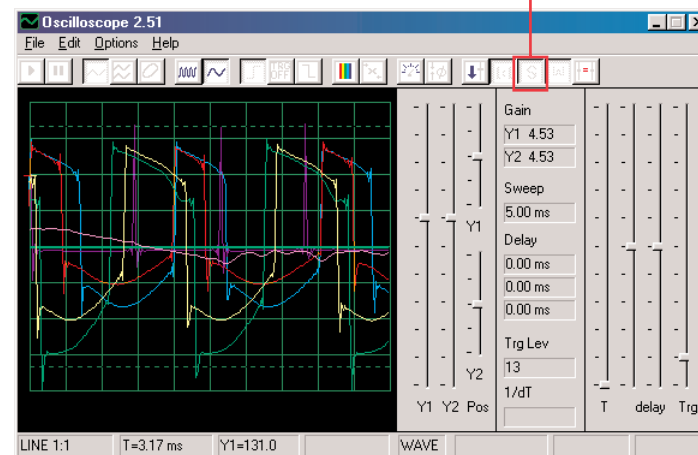 Oscilloscope 2.51
File Edit Options Help
TRG OFF S
Gain
Y1 4.53
Y2 4.53
Sweep
5.00 ms
Delay
0.00 ms
0.00 ms
0.00 ms
Trg Lev
13
1/dT
Y1
Y2
Y1 Y2 Pos
T delay Trg
LINE 1:1 T=3.17 ms Y1=131.0 WAVE